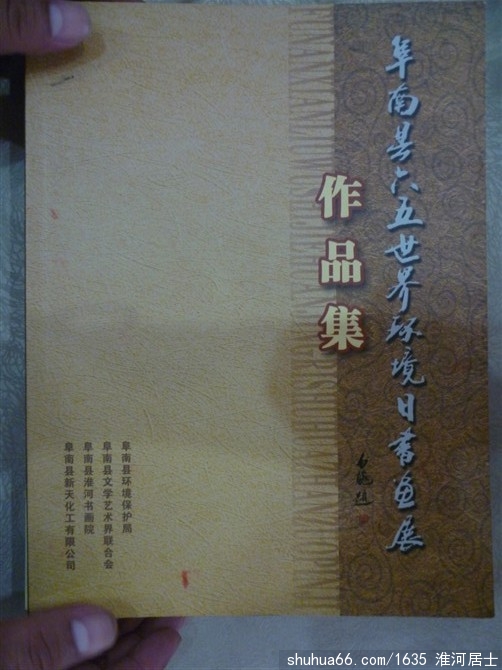 阜南县六五世界环境日书画展
作品集
阜南县环境保护局
阜南县文学艺术界联合会
阜南县淮河书画院
阜南县新天化工有限公司
shuhua66.com/1635 淮河居士